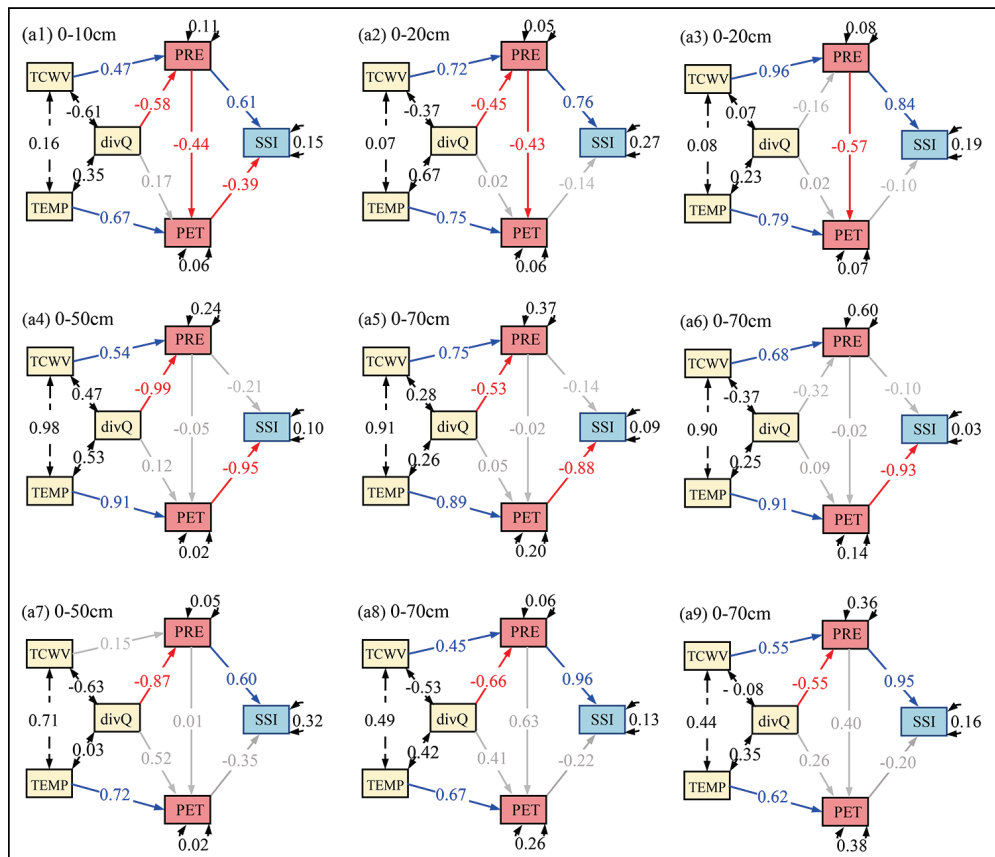 (a1) 0-10cm
0.11
PRE
TCWV
0.47
-0.61
-0.58
0.61
0.16
divQ
-0.44
SSI
0.15
0.35
0.17
-0.39
TEMP
0.67
PET
0.06
(a2) 0-20cm
0.05
PRE
TCWV
0.72
-0.37
-0.45
0.76
0.07
divQ
-0.43
SSI
0.27
0.67
0.02
-0.14
TEMP
0.75
PET
0.06
(a3) 0-20cm
0.08
PRE
TCWV
0.96
0.07
-0.16
0.84
0.08
divQ
-0.57
SSI
0.19
0.23
0.02
-0.10
TEMP
0.79
PET
0.07
(a4) 0-50cm
0.24
PRE
TCWV
0.54
0.47
-0.99
-0.21
0.98
divQ
-0.05
SSI
0.10
0.53
0.12
-0.95
TEMP
0.91
PET
0.02
(a5) 0-70cm
0.37
PRE
TCWV
0.75
0.28
-0.53
-0.14
0.91
divQ
-0.02
SSI
0.09
0.26
0.05
-0.88
TEMP
0.89
PET
0.20
(a6) 0-70cm
0.60
PRE
TCWV
0.68
-0.37
-0.32
-0.10
0.90
divQ
-0.02
SSI
0.03
0.25
0.09
-0.93
TEMP
0.91
PET
0.14
(a7) 0-50cm
0.05
PRE
TCWV
0.15
-0.63
-0.87
0.60
0.71
divQ
0.01
SSI
0.32
0.03
0.52
-0.35
TEMP
0.72
PET
0.02
(a8) 0-70cm
0.06
PRE
TCWV
0.45
-0.53
-0.66
0.96
0.49
divQ
0.63
SSI
0.13
0.42
0.41
-0.22
TEMP
0.67
PET
0.26
(a9) 0-70cm
0.36
PRE
TCWV
0.55
-0.08
-0.55
0.95
0.44
divQ
0.40
SSI
0.16
0.35
0.26
-0.20
TEMP
0.62
PET
0.38